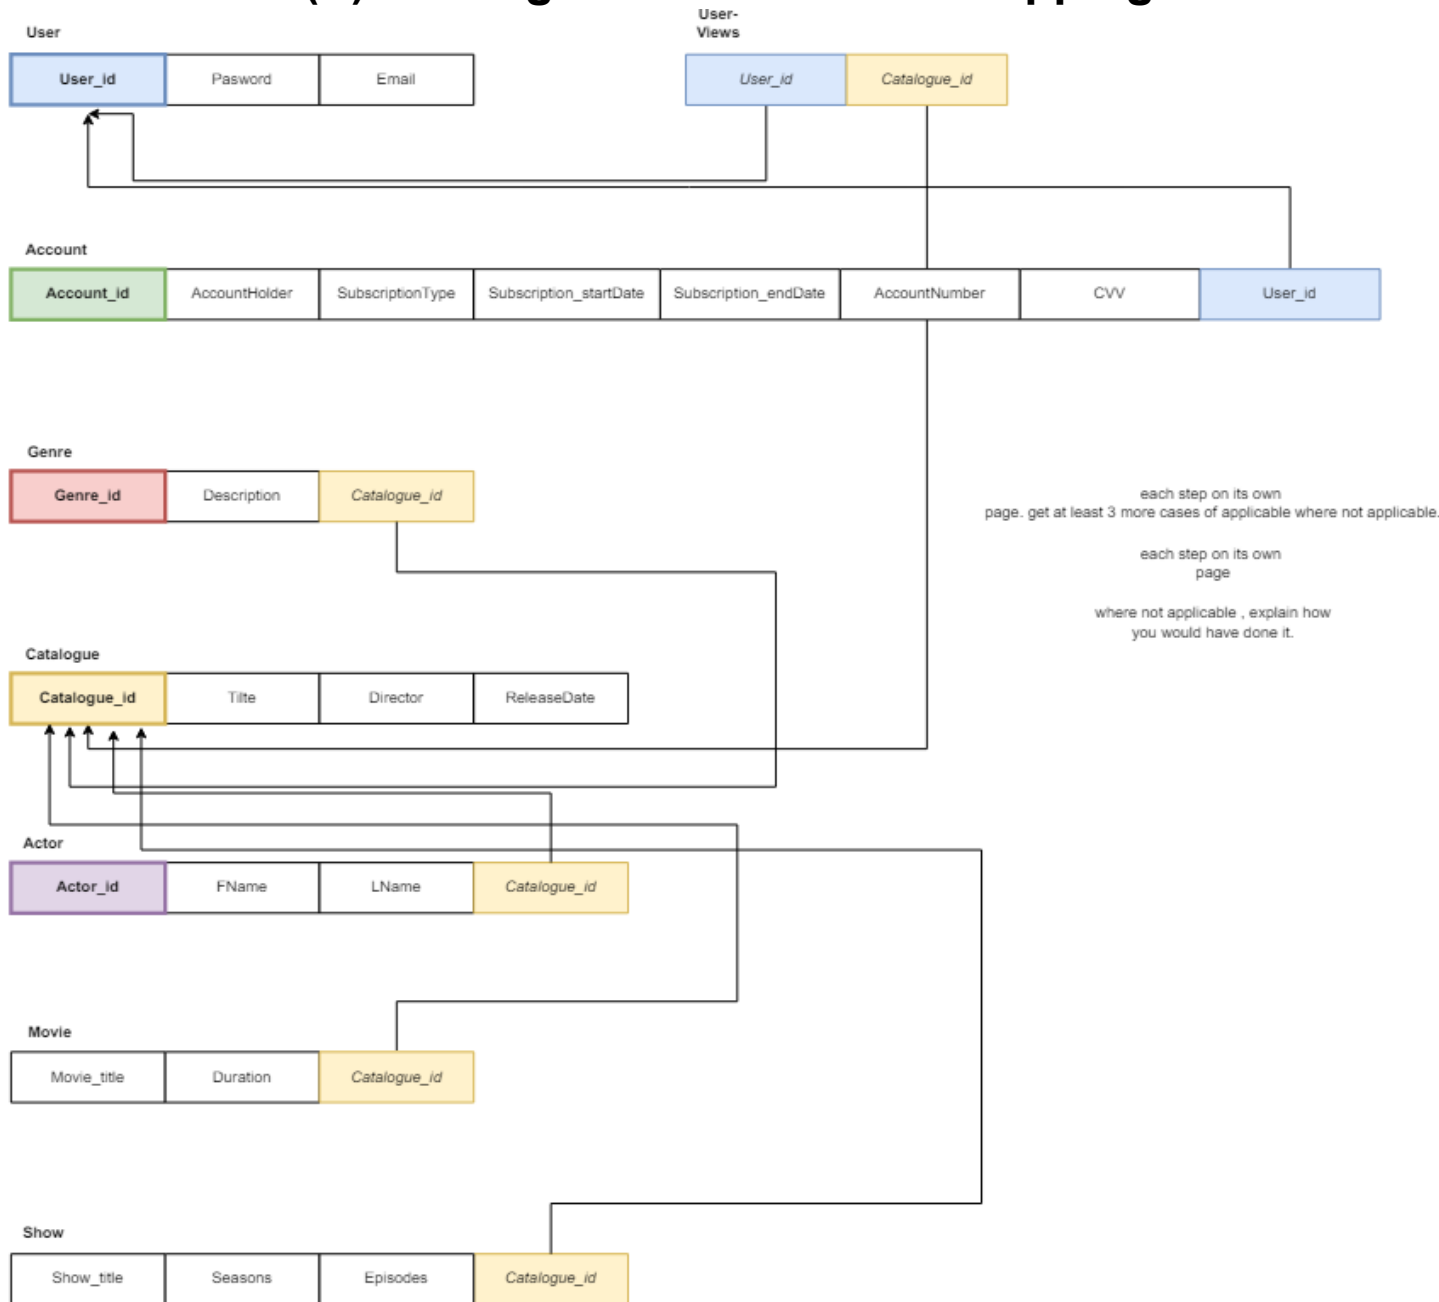 User
User-
Views
User_id Pasword Email
User_id Catalogue_id
Account
Account_id AccountHolder SubscriptionType Subscription_startDate Subscription_endDate AccountNumber CVV User_id
Genre
Genre_id Description Catalogue_id
each step on its own
page. get at least 3 more cases of applicable where not applicable.
each step on its own
page
where not applicable , explain how
you would have done it.
Catalogue
Catalogue_id Tilte Director ReleaseDate
Actor
Actor_id FName LName Catalogue_id
Movie
Movie_title Duration Catalogue_id
Show
Show_title Seasons Episodes Catalogue_id